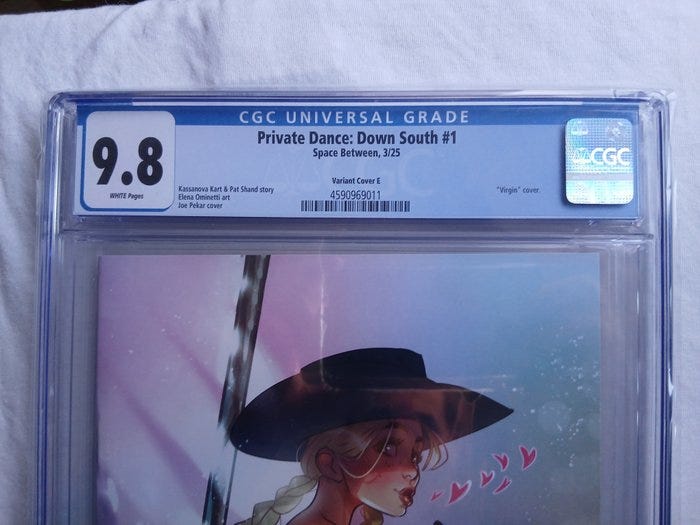 CGC UNIVERSAL GRADE
9.8
WHITE Pages
Private Dance: Down South #1
Space Between, 3/25
Variant Cover E
4590969011
Kassanova Kart & Pat Shand story
Elena Ominetti art
Joe Pekar cover
"Virgin" cover.
CGC